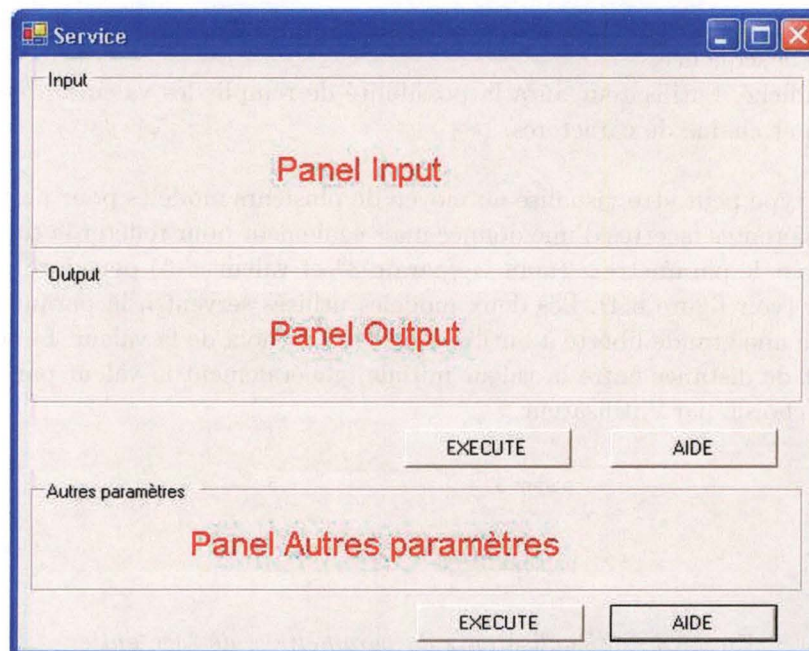 Service
Input
Panel Input
Output
Panel Output
EXECUTE AIDE
Autres paramètres
Panel Autres paramètres
EXECUTE AIDE